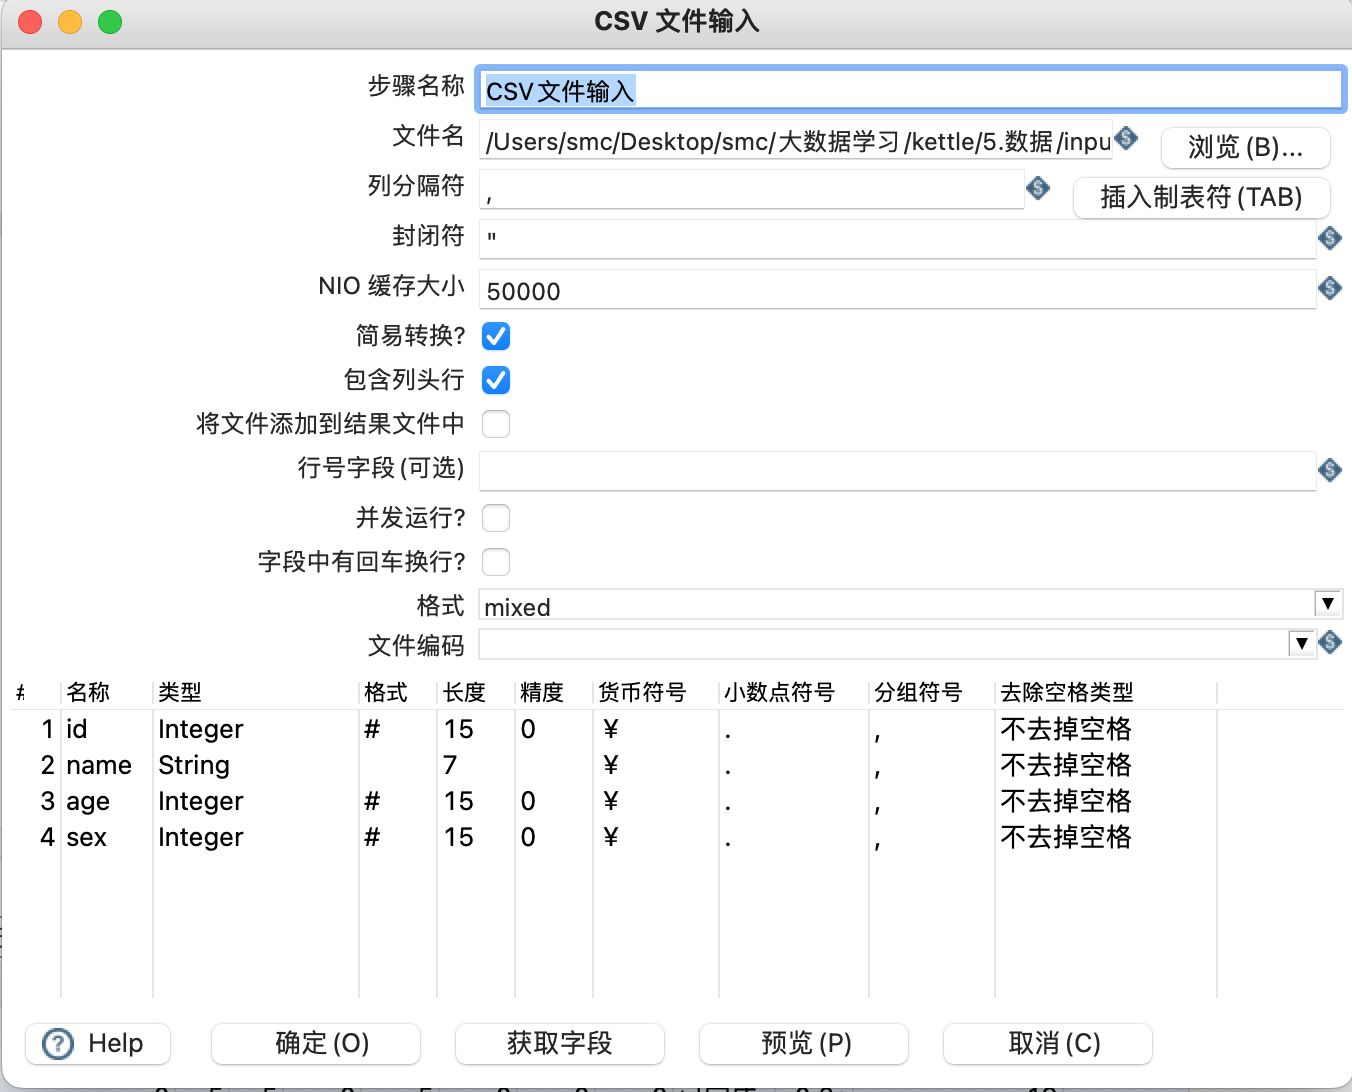 CSV 文件输入
步骤名称 CSV文件输入
文件名 /Users/smc/Desktop/smc/大数据学习/kettle/5.数据/inpu 浏览(B)...
列分隔符 , 插入制表符(TAB)
封闭符 "
NIO 缓存大小 50000
简易转换?
包含列头行
将文件添加到结果文件中
行号字段(可选)
并发运行?
字段中有回车换行?
格式 mixed
文件编码
# 名称 类型 格式 长度 精度 货币符号 小数点符号 分组符号 去除空格类型
1 id Integer # 15 0 ¥ . , 不去掉空格
2 name String 7 ¥ . , 不去掉空格
3 age Integer # 15 0 ¥ . , 不去掉空格
4 sex Integer # 15 0 ¥ . , 不去掉空格
Help 确定(O) 获取字段 预览(P) 取消(C)